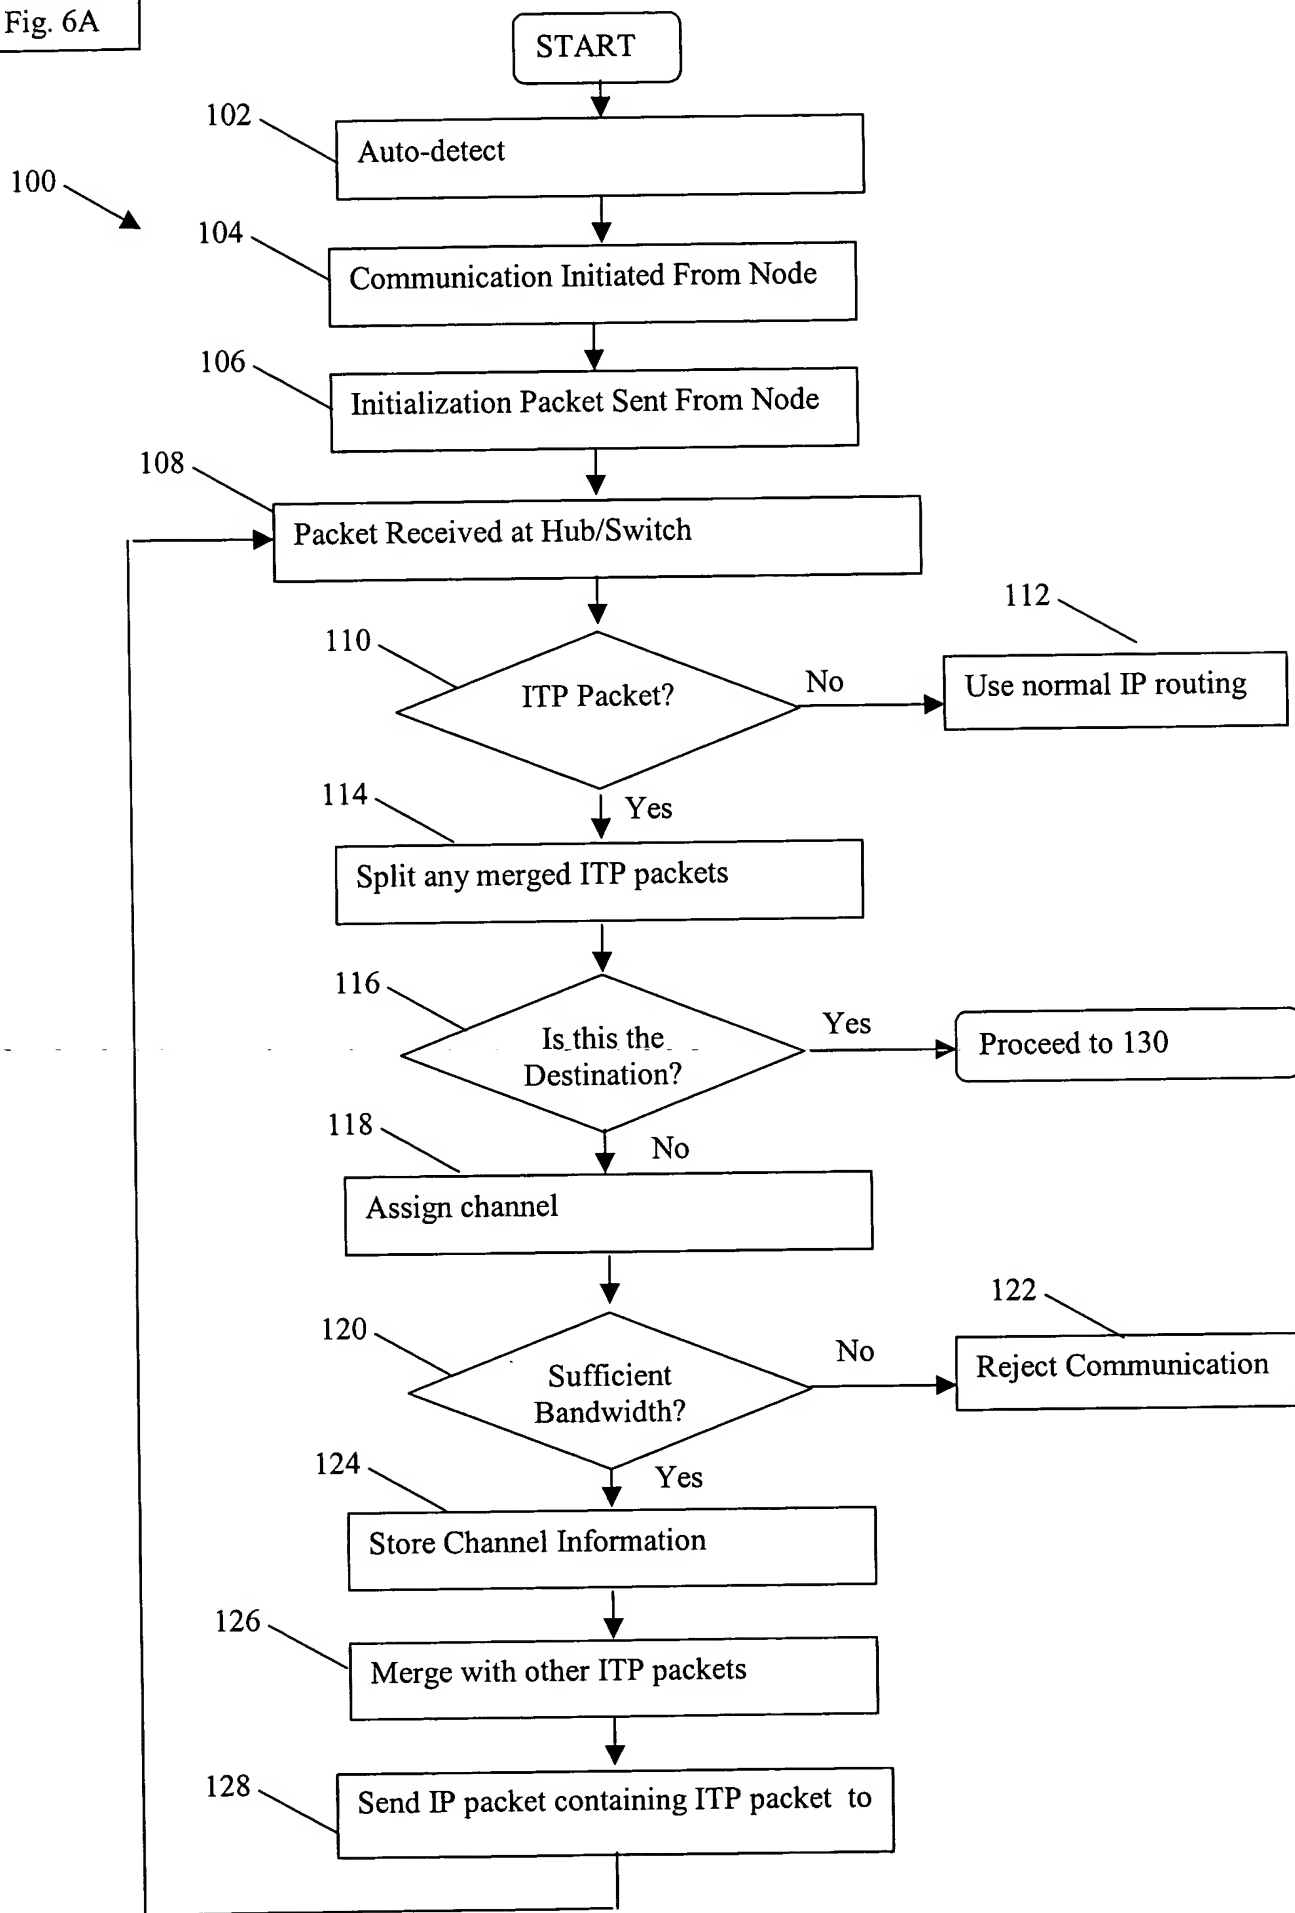 Fig. 6A
START
102
Auto-detect
100
104
Communication Initiated From Node
106
Initialization Packet Sent From Node
108
Packet Received at Hub/Switch
110
ITP Packet?
No
112
Use normal IP routing
Yes
114
Split any merged ITP packets
116
Is this the
Destination?
Yes
Proceed to 130
No
118
Assign channel
120
Sufficient
Bandwidth?
No
122
Reject Communication
Yes
124
Store Channel Information
126
Merge with other ITP packets
128
Send IP packet containing ITP packet to